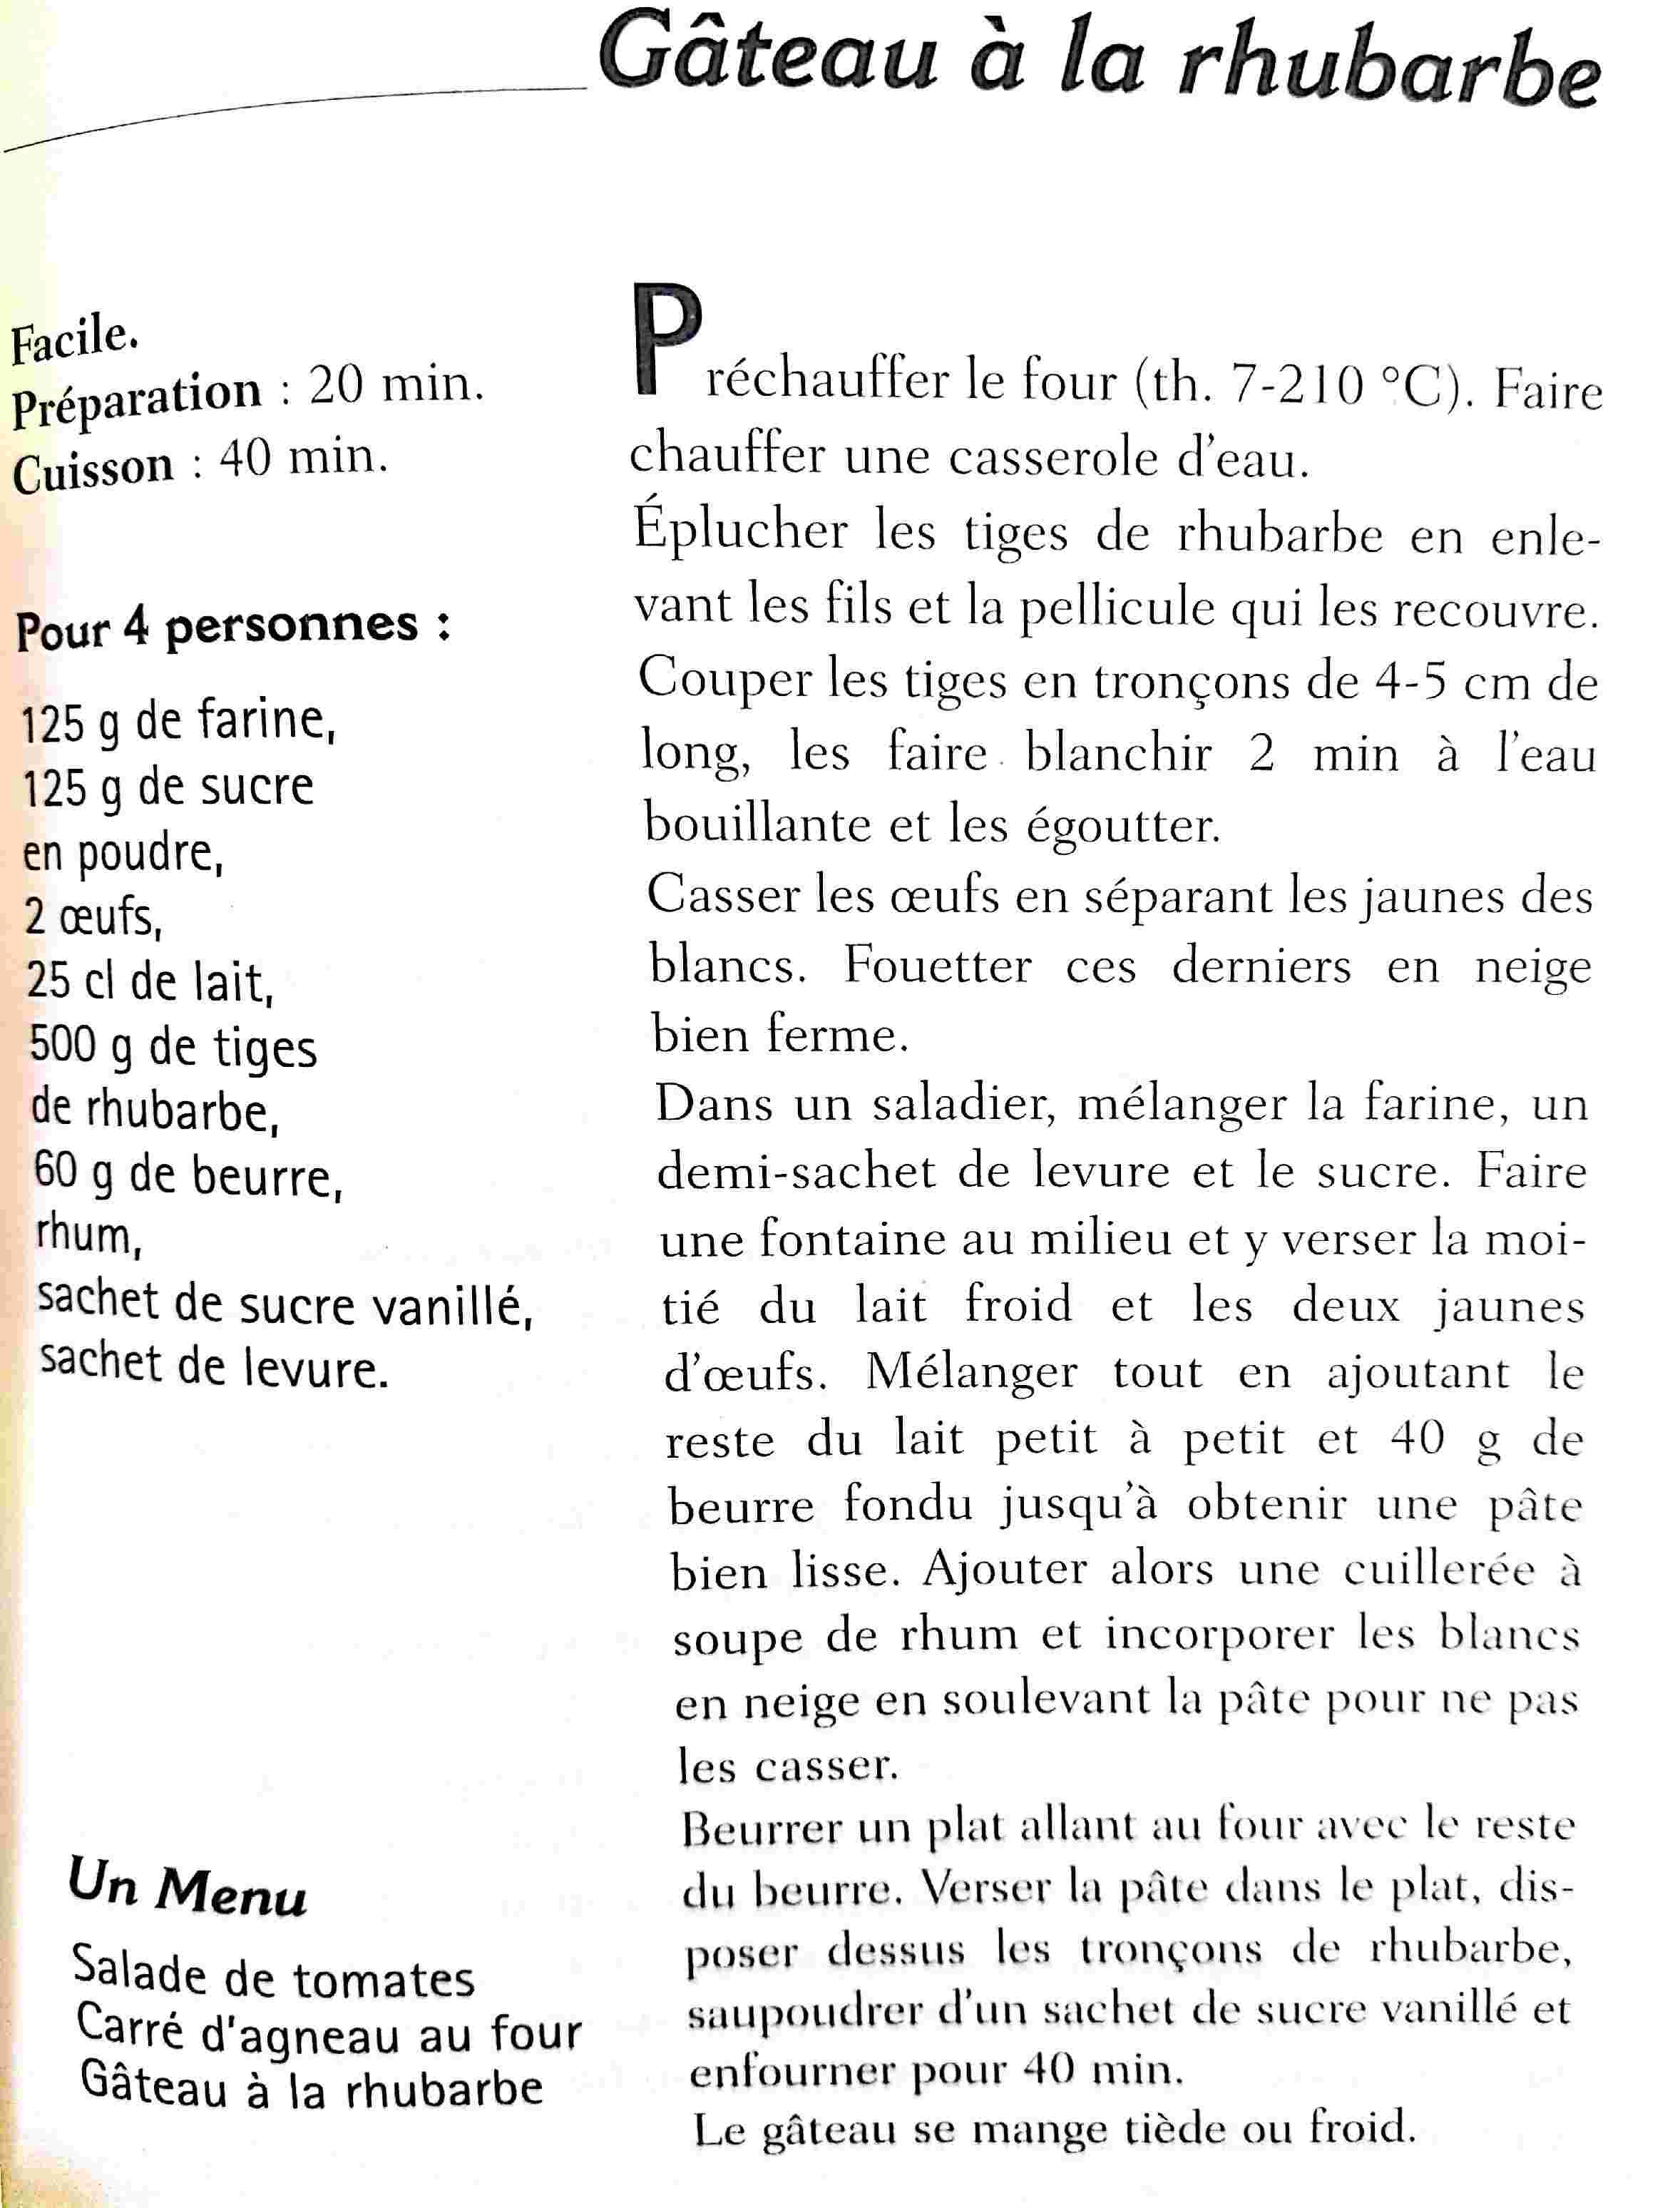 Gâteau à la rhubarbe
Facile.
Préparation : 20 min.
Cuisson : 40 min.
Pour 4 personnes :
125 g de farine,
125 g de sucre
en poudre,
2 œufs,
25 cl de lait,
500 g de tiges
de rhubarbe,
60 g de beurre,
rhum,
sachet de sucre vanillé,
sachet de levure.
Un Menu
Salade de tomates
Carré d'agneau au four
Gâteau à la rhubarbe
Préchauffer le four (th. 7-210 °C). Faire
chauffer une casserole d'eau.
Éplucher les tiges de rhubarbe en enle-
vant les fils et la pellicule qui les recouvre.
Couper les tiges en tronçons de 4-5 cm de
long, les faire blanchir 2 min à l'eau
bouillante et les égoutter.
Casser les œufs en séparant les jaunes des
blancs. Fouetter ces derniers en neige
bien ferme.
Dans un saladier, mélanger la farine, un
demi-sachet de levure et le sucre. Faire
une fontaine au milieu et y verser la moi-
tié du lait froid et les deux jaunes
d'œufs. Mélanger tout en ajoutant le
reste du lait petit à petit et 40 g de
beurre fondu jusqu'à obtenir une pâte
bien lisse. Ajouter alors une cuillerée à
soupe de rhum et incorporer les blancs
en neige en soulevant la pâte pour ne pas
les casser.
Beurrer un plat allant au four avec le reste
du beurre. Verser la pâte dans le plat, dis-
poser dessus les tronçons de rhubarbe,
saupoudrer d'un sachet de sucre vanillé et
enfourner pour 40 min.
Le gâteau se mange tiède ou froid.